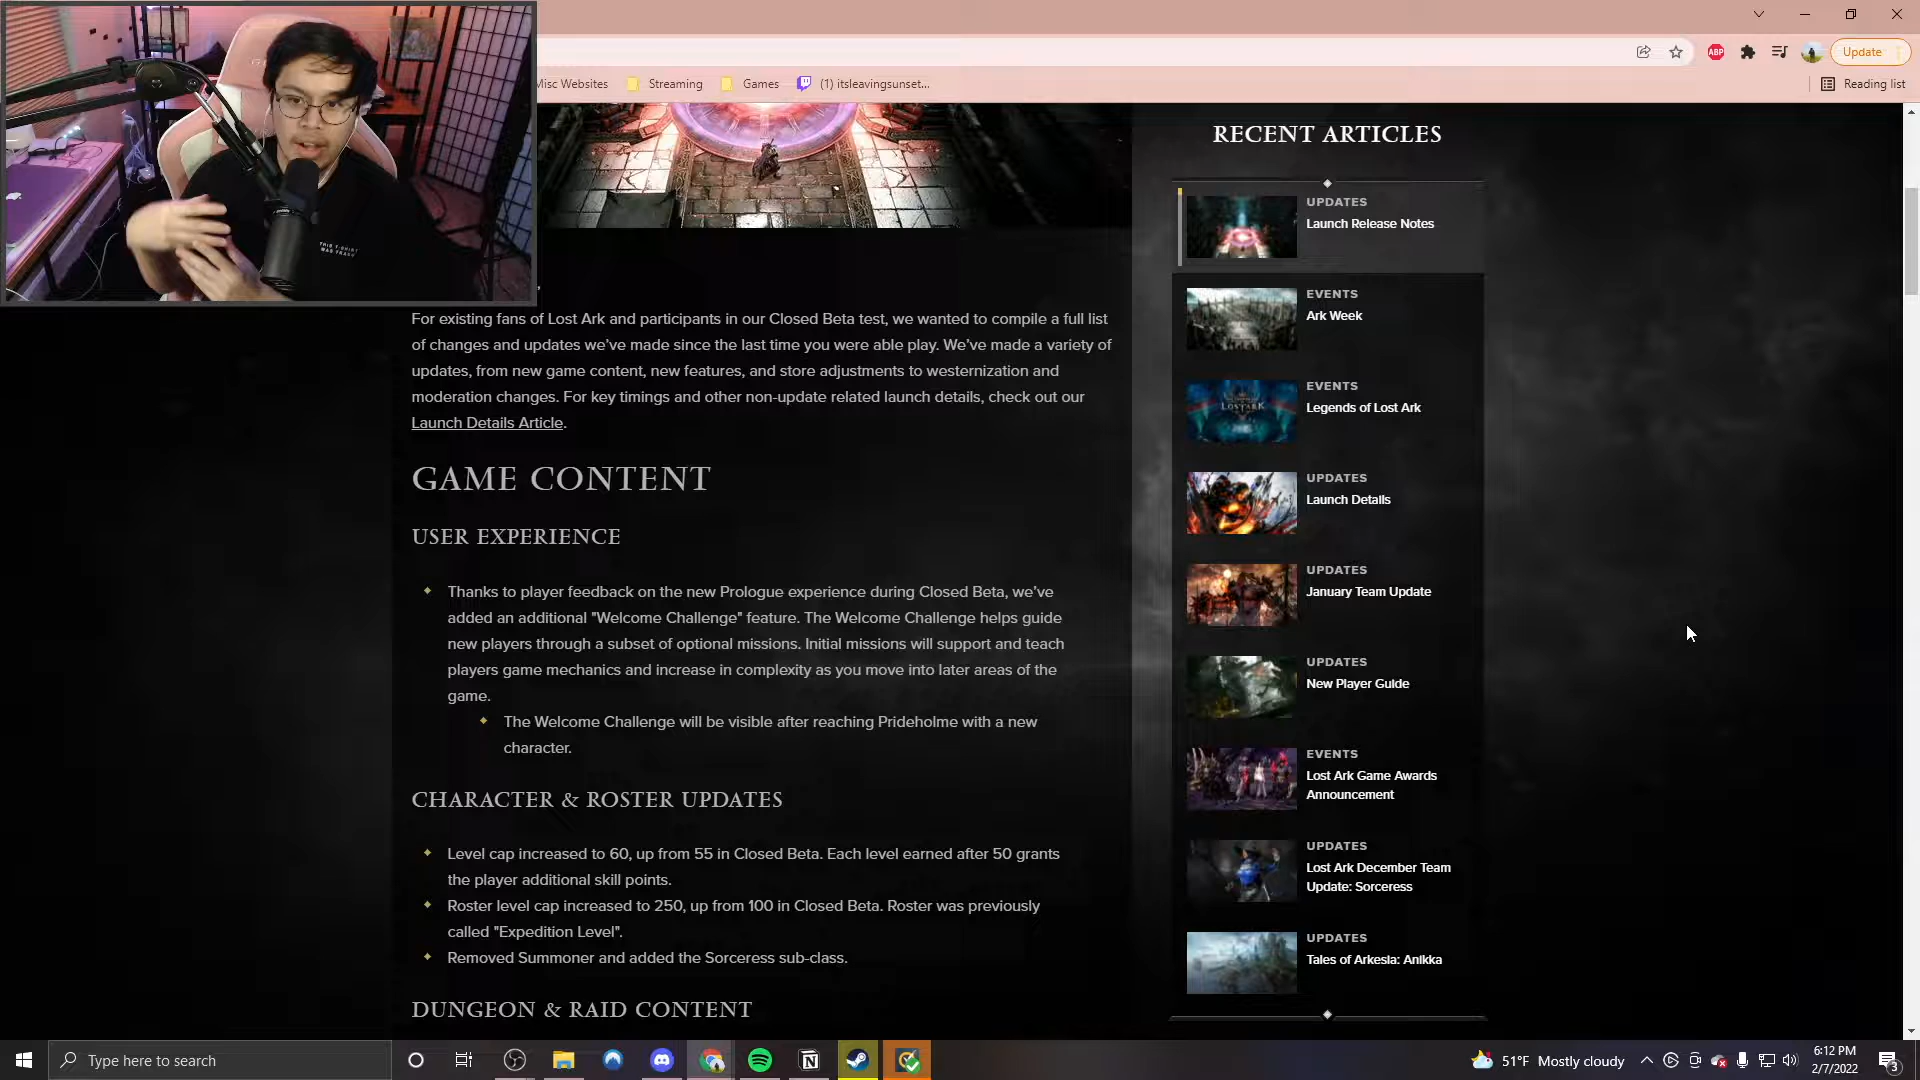 Update
Misc Websites
Streaming
Games
(1) itsleavingsunset...
Reading list
ABP
THIS T-SHIRT
WAS TRASH
For existing fans of Lost Ark and participants in our Closed Beta test, we wanted to compile a full list
of changes and updates we've made since the last time you were able play. We've made a variety of
updates, from new game content, new features, and store adjustments to westernization and
moderation changes. For key timings and other non-update related launch details, check out our
Launch Details Article.
GAME CONTENT
USER EXPERIENCE
Thanks to player feedback on the new Prologue experience during Closed Beta, we've
added an additional "Welcome Challenge" feature. The Welcome Challenge helps guide
new players through a subset of optional missions. Initial missions will support and teach
players game mechanics and increase in complexity as you move into later areas of the
game.
The Welcome Challenge will be visible after reaching Prideholme with a new
character.
CHARACTER & ROSTER UPDATES
Level cap increased to 60, up from 55 in Closed Beta. Each level earned after 50 grants
the player additional skill points.
Roster level cap increased to 250, up from 100 in Closed Beta. Roster was previously
called "Expedition Level".
Removed Summoner and added the Sorceress sub-class.
DUNGEON & RAID CONTENT
RECENT ARTICLES
UPDATES
Launch Release Notes
EVENTS
Ark Week
EVENTS
Legends of Lost Ark
LOST ARK
UPDATES
Launch Details
UPDATES
January Team Update
UPDATES
New Player Guide
EVENTS
Lost Ark Game Awards
Announcement
UPDATES
Lost Ark December Team
Update: Sorceress
UPDATES
Tales of Arkesia: Anikka
Type here to search
51°F Mostly cloudy
6:12 PM
2/7/2022
3